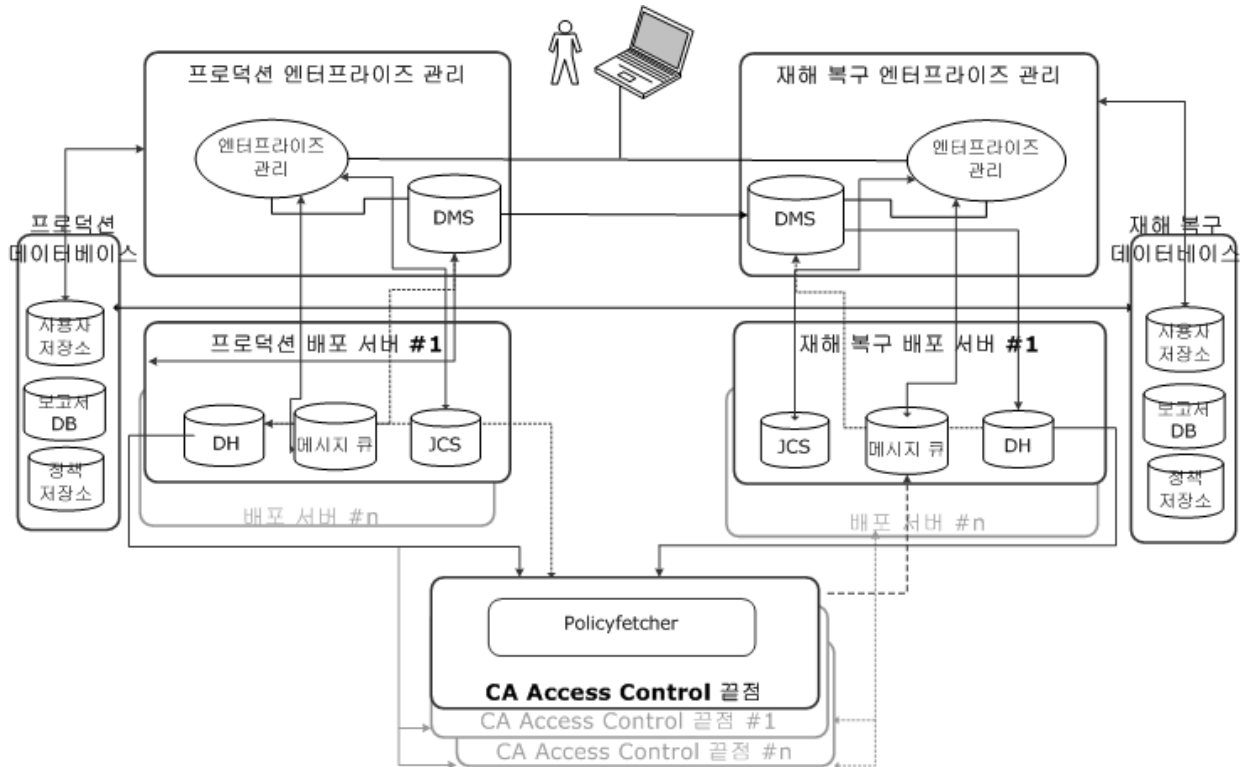 프로덕션 엔터프라이즈 관리
재해 복구 엔터프라이즈 관리
엔터프라이즈
관리
엔터프라이즈
관리
DMS
DMS
프로덕션
데이터베이스
재해 복구
데이터베이스
사용자
저장소
보고서
DB
정책
저장소
사용자
저장소
보고서
DB
정책
저장소
프로덕션 배포 서버 #1
재해 복구 배포 서버 #1
DH
메시지 큐
JCS
JCS
메시지 큐
DH
배포 서버 #n
배포 서버 #n
Policyfetcher
CA Access Control 끝점
CA Access Control 끝점 #1
CA Access Control 끝점 #n